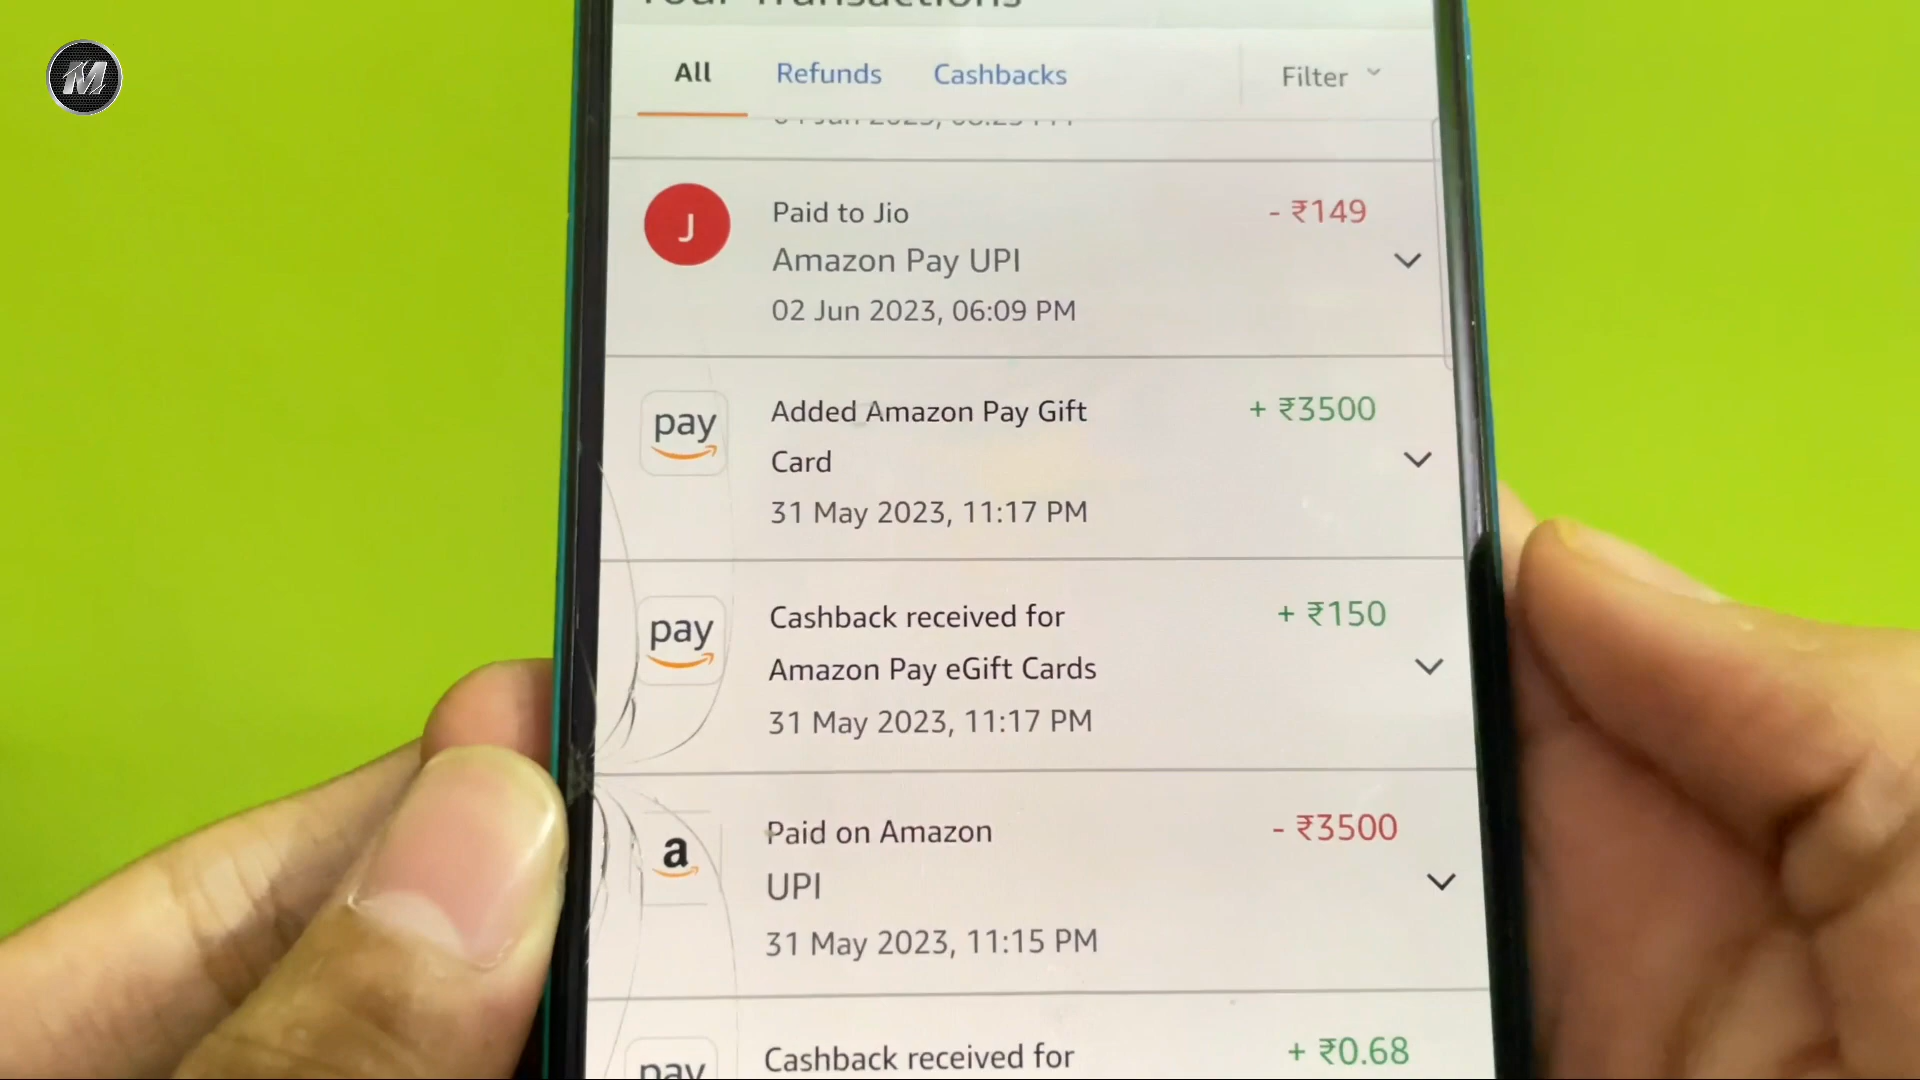 M
Your Transactions
All Refunds Cashbacks Filter
J Paid to Jio - ₹149
Amazon Pay UPI
02 Jun 2023, 06:09 PM
pay Added Amazon Pay Gift + ₹3500
Card
31 May 2023, 11:17 PM
pay Cashback received for + ₹150
Amazon Pay eGift Cards
31 May 2023, 11:17 PM
a Paid on Amazon - ₹3500
UPI
31 May 2023, 11:15 PM
pay Cashback received for + ₹0.68